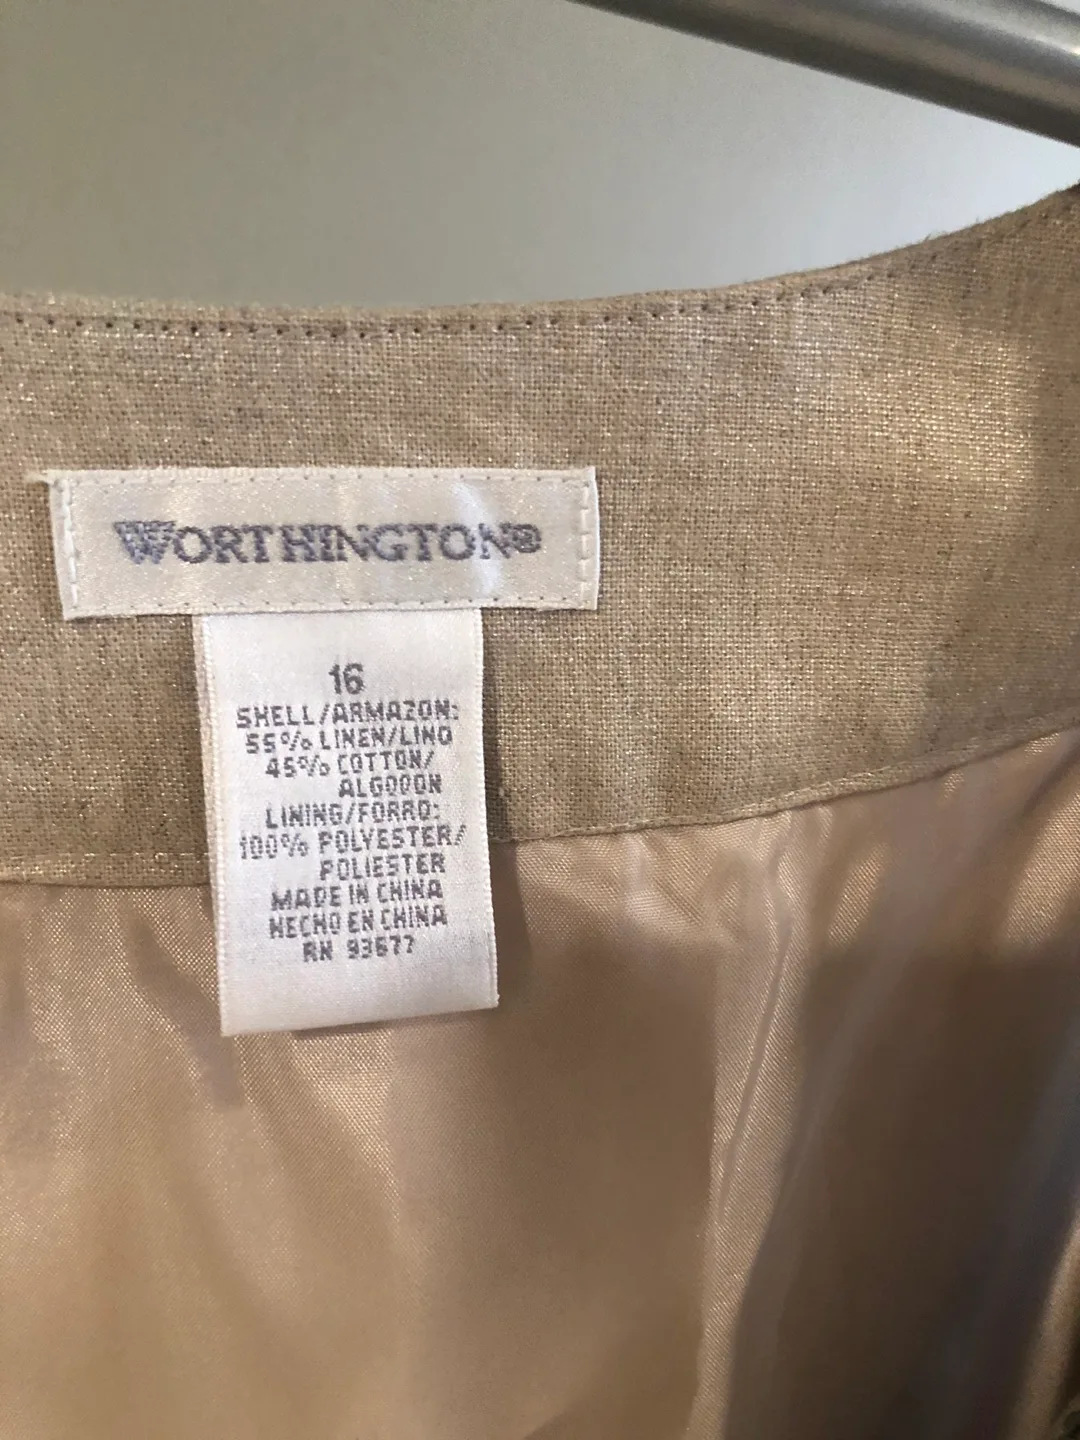 WORTHINGTON®
16
SHELL/ARMAZON:
55% LINEN/LINO
45% COTTON/
ALGODON
LINING/FORRO:
100% POLYESTER/
POLIESTER
MADE IN CHINA
HECHO EN CHINA
RN 93677